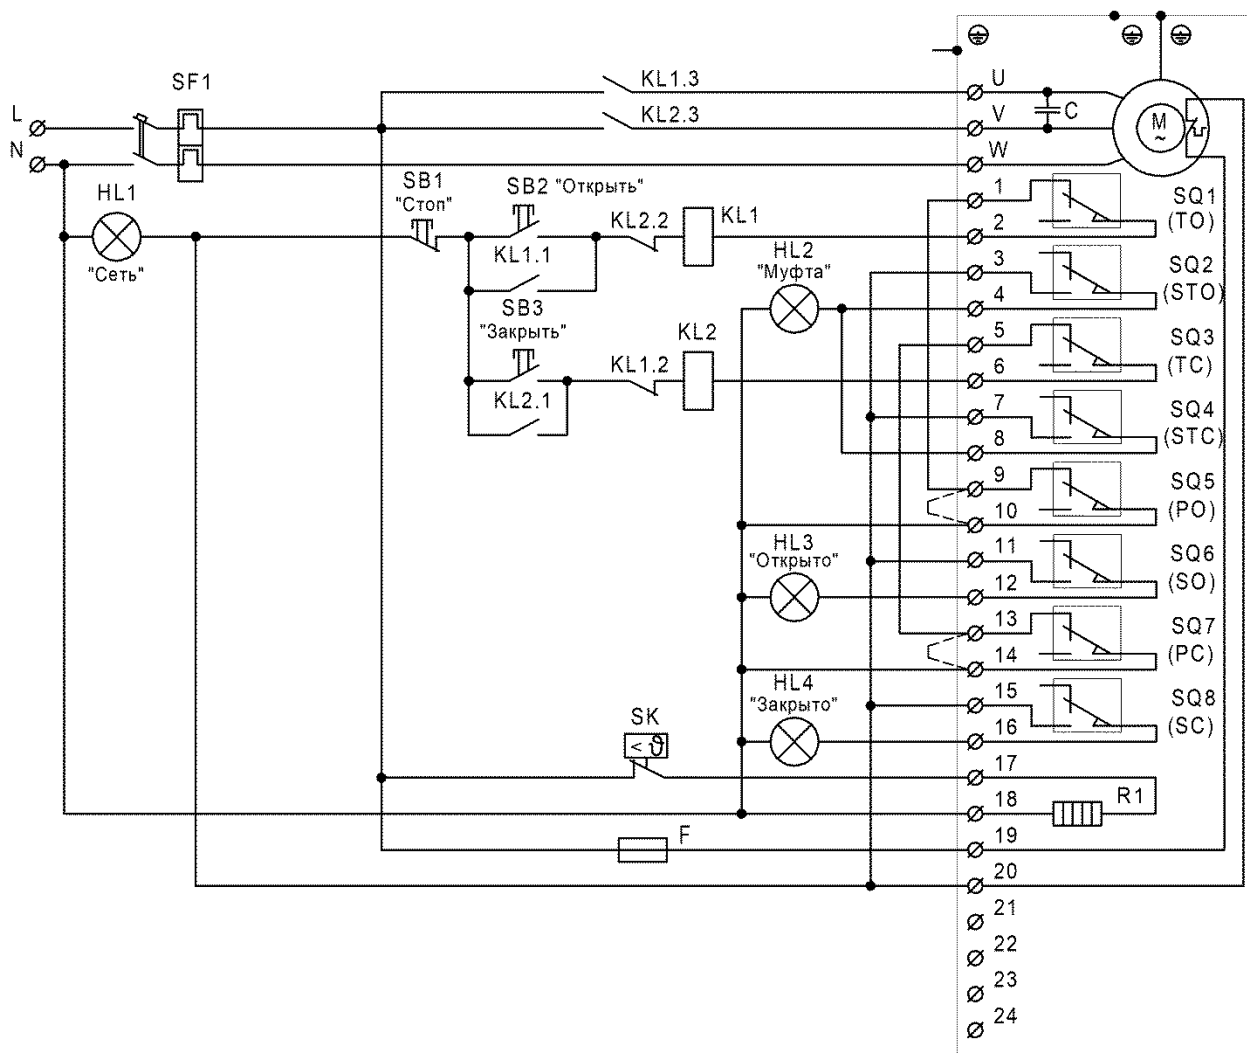 SF1
L
N
KL1.3
KL2.3
U
V
W
C
M
~
HL1
"Сеть"
SB1
"Стоп"
SB2 "Открыть"
KL1.1
KL2.2
KL1
SB3
"Закрыть"
KL2.1
KL1.2
KL2
HL2
"Муфта"
HL3
"Открыто"
HL4
"Закрыто"
SK
< ϑ
F
R1
1
2
3
4
5
6
7
8
9
10
11
12
13
14
15
16
17
18
19
20
21
22
23
24
SQ1
(TO)
SQ2
(STO)
SQ3
(TC)
SQ4
(STC)
SQ5
(PO)
SQ6
(SO)
SQ7
(PC)
SQ8
(SC)